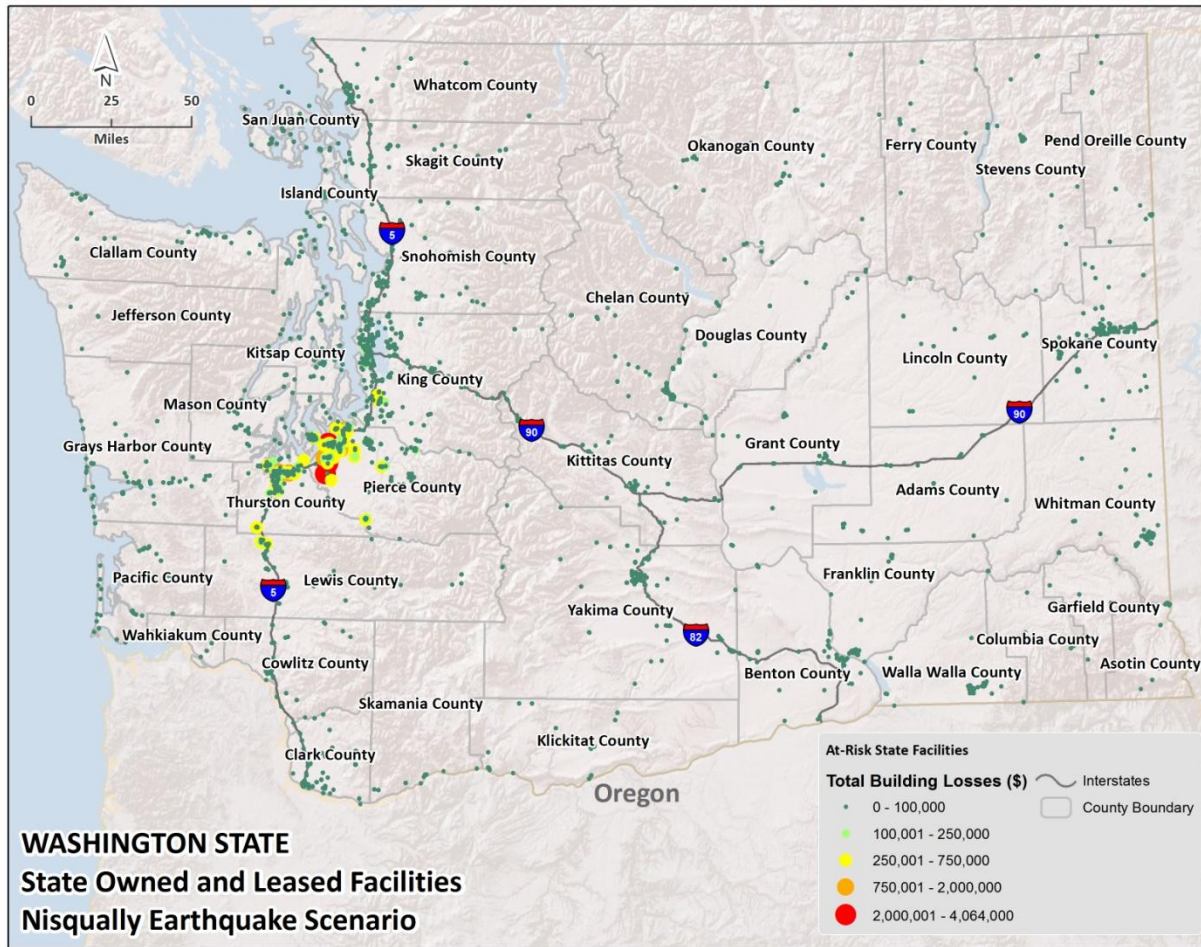 N
0 25 50
Miles
Whatcom County
San Juan County
Skagit County
Okanogan County
Ferry County
Pend Oreille County
Stevens County
Island County
5
Clallam County
Snohomish County
Chelan County
Jefferson County
Douglas County
Kitsap County
Lincoln County
Spokane County
King County
Mason County
90
90
Grays Harbor County
Grant County
Kittitas County
Pierce County
Adams County
Thurston County
Whitman County
Pacific County
Lewis County
5
Franklin County
Yakima County
Garfield County
Wahkiakum County
82
Columbia County
Cowlitz County
Benton County
Walla Walla County
Asotin County
Skamania County
Klickitat County
Clark County
Oregon
At-Risk State Facilities
Total Building Losses ($)
0 - 100,000
100,001 - 250,000
250,001 - 750,000
750,001 - 2,000,000
2,000,001 - 4,064,000
Interstates
County Boundary
WASHINGTON STATE
State Owned and Leased Facilities
Nisqually Earthquake Scenario